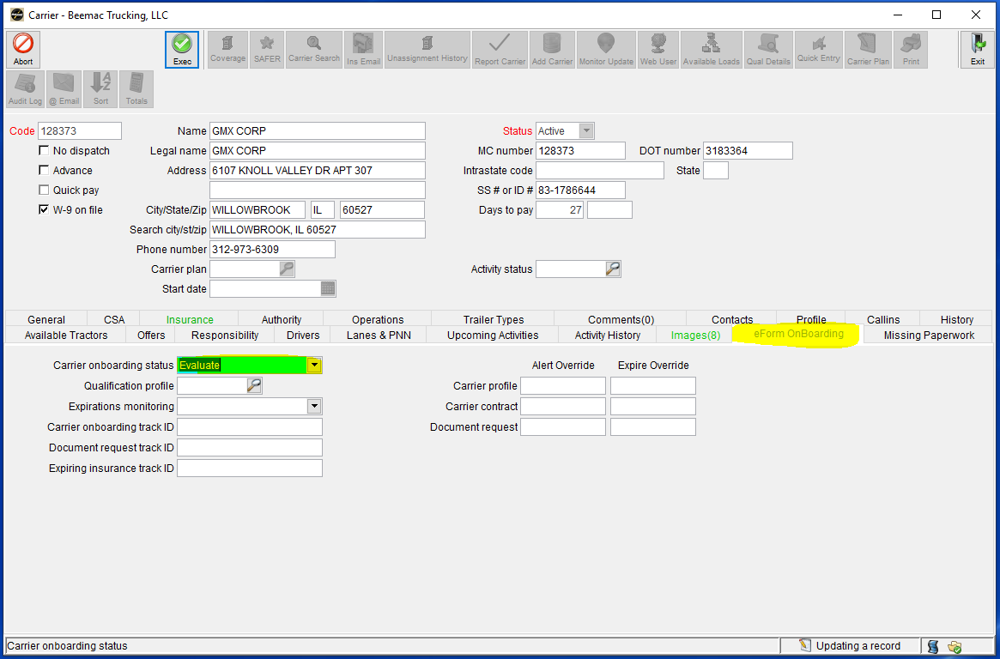 Carrier - Beemac Trucking, LLC
Abort
Exec
Coverage
SAFER
Carrier Search
Ins Email
Unassignment History
Report Carrier
Add Carrier
Monitor Update
Web User
Available Loads
Qual Details
Quick Entry
Carrier Plan
Print
Exit
Audit Log
@ Email
Sort
Totals
Code 128373 Name GMX CORP Status Active
No dispatch Legal name GMX CORP MC number 128373 DOT number 3183364
Advance Address 6107 KNOLL VALLEY DR APT 307 Intrastate code State
Quick pay SS # or ID # 83-1786644
W-9 on file City/State/Zip WILLOWBROOK IL 60527 Days to pay 27
Search city/st/zip WILLOWBROOK, IL 60527
Phone number 312-973-6309
Carrier plan Activity status
Start date
General CSA Insurance Authority Operations Trailer Types Comments(0) Contacts Profile Callins History
Available Tractors Offers Responsibility Drivers Lanes & PNN Upcoming Activities Activity History Images(8) eForm OnBoarding Missing Paperwork
Carrier onboarding status Evaluate Alert Override Expire Override
Qualification profile Carrier profile
Expirations monitoring Carrier contract
Carrier onboarding track ID Document request
Document request track ID
Expiring insurance track ID
Carrier onboarding status Updating a record